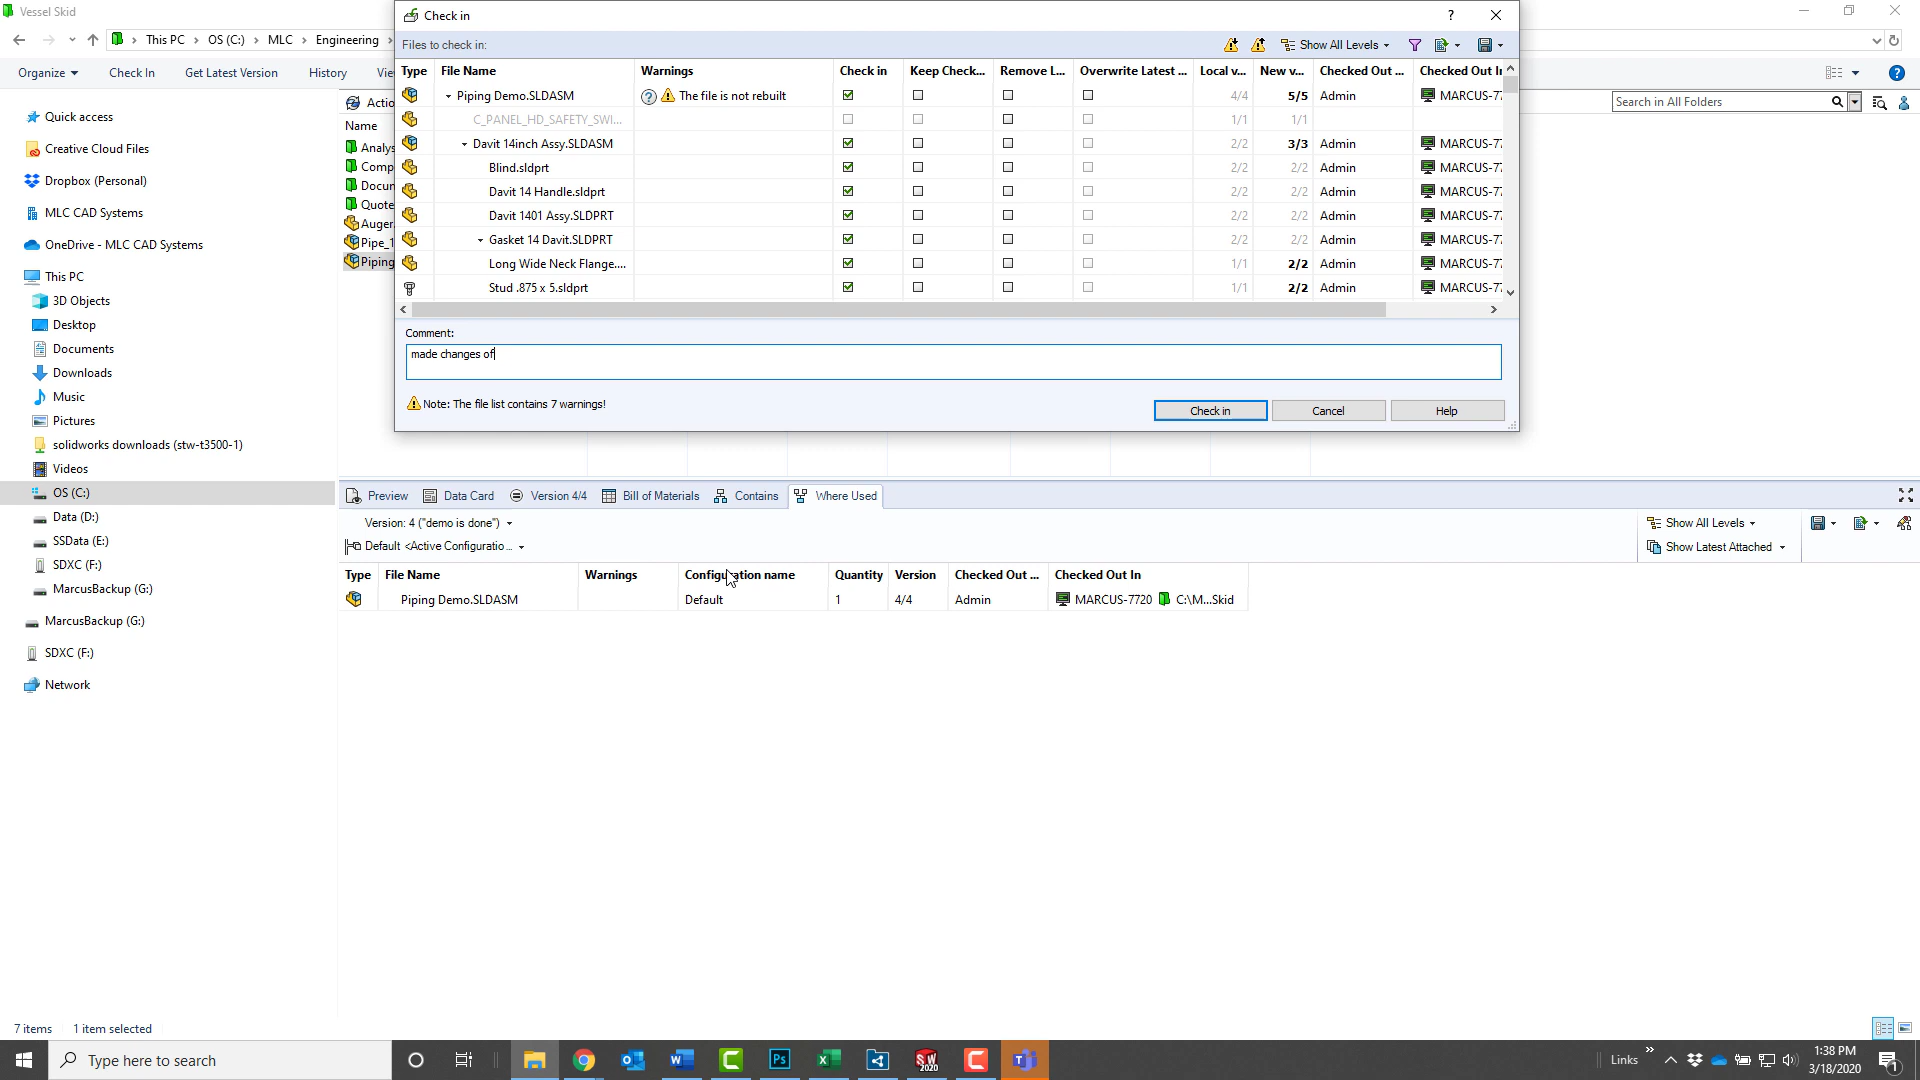 Vessel Skid
Check in
This PC
OS (C:)
MLC
Engineering
Files to check in:
Show All Levels
Organize
Check In
Get Latest Version
History
Type
File Name
Warnings
Check in
Keep Check...
Remove L...
Overwrite Latest ...
Local v...
New v...
Checked Out ...
Piping Demo.SLDASM
The file is not rebuilt
4/4
5/5
Admin
C_PANEL_HD_SAFETY_SWI...
1/1
1/1
Davit 14inch Assy.SLDASM
2/2
3/3
Admin
Blind.sldprt
2/2
2/2
Admin
Davit 14 Handle.sldprt
2/2
2/2
Admin
Davit 1401 Assy.SLDPRT
2/2
2/2
Admin
Gasket 14 Davit.SLDPRT
2/2
2/2
Admin
Long Wide Neck Flange....
1/1
2/2
Admin
Stud .875 x 5.sldprt
1/1
2/2
Admin
Search in All Folders
Name
Comment:
made changes of
Note: The file list contains 7 warnings!
Check in
Cancel
Help
Quick access
Creative Cloud Files
Dropbox (Personal)
MLC CAD Systems
OneDrive - MLC CAD Systems
This PC
3D Objects
Desktop
Documents
Downloads
Music
Pictures
solidworks downloads (stw-t3500-1)
Videos
OS (C:)
Data (D:)
SSData (E:)
SDXC (F:)
MarcusBackup (G:)
MarcusBackup (G:)
SDXC (F:)
Network
Preview
Data Card
Version 4/4
Bill of Materials
Contains
Where Used
Version: 4 ("demo is done")
Show All Levels
Default <Active Configuratio...
Show Latest Attached
Type
File Name
Warnings
Configuration name
Quantity
Version
Checked Out ...
Checked Out In
Piping Demo.SLDASM
Default
1
4/4
Admin
MARCUS-7720
C:\M...Skid
7 items
1 item selected
Type here to search
Links
1:38 PM
3/18/2020